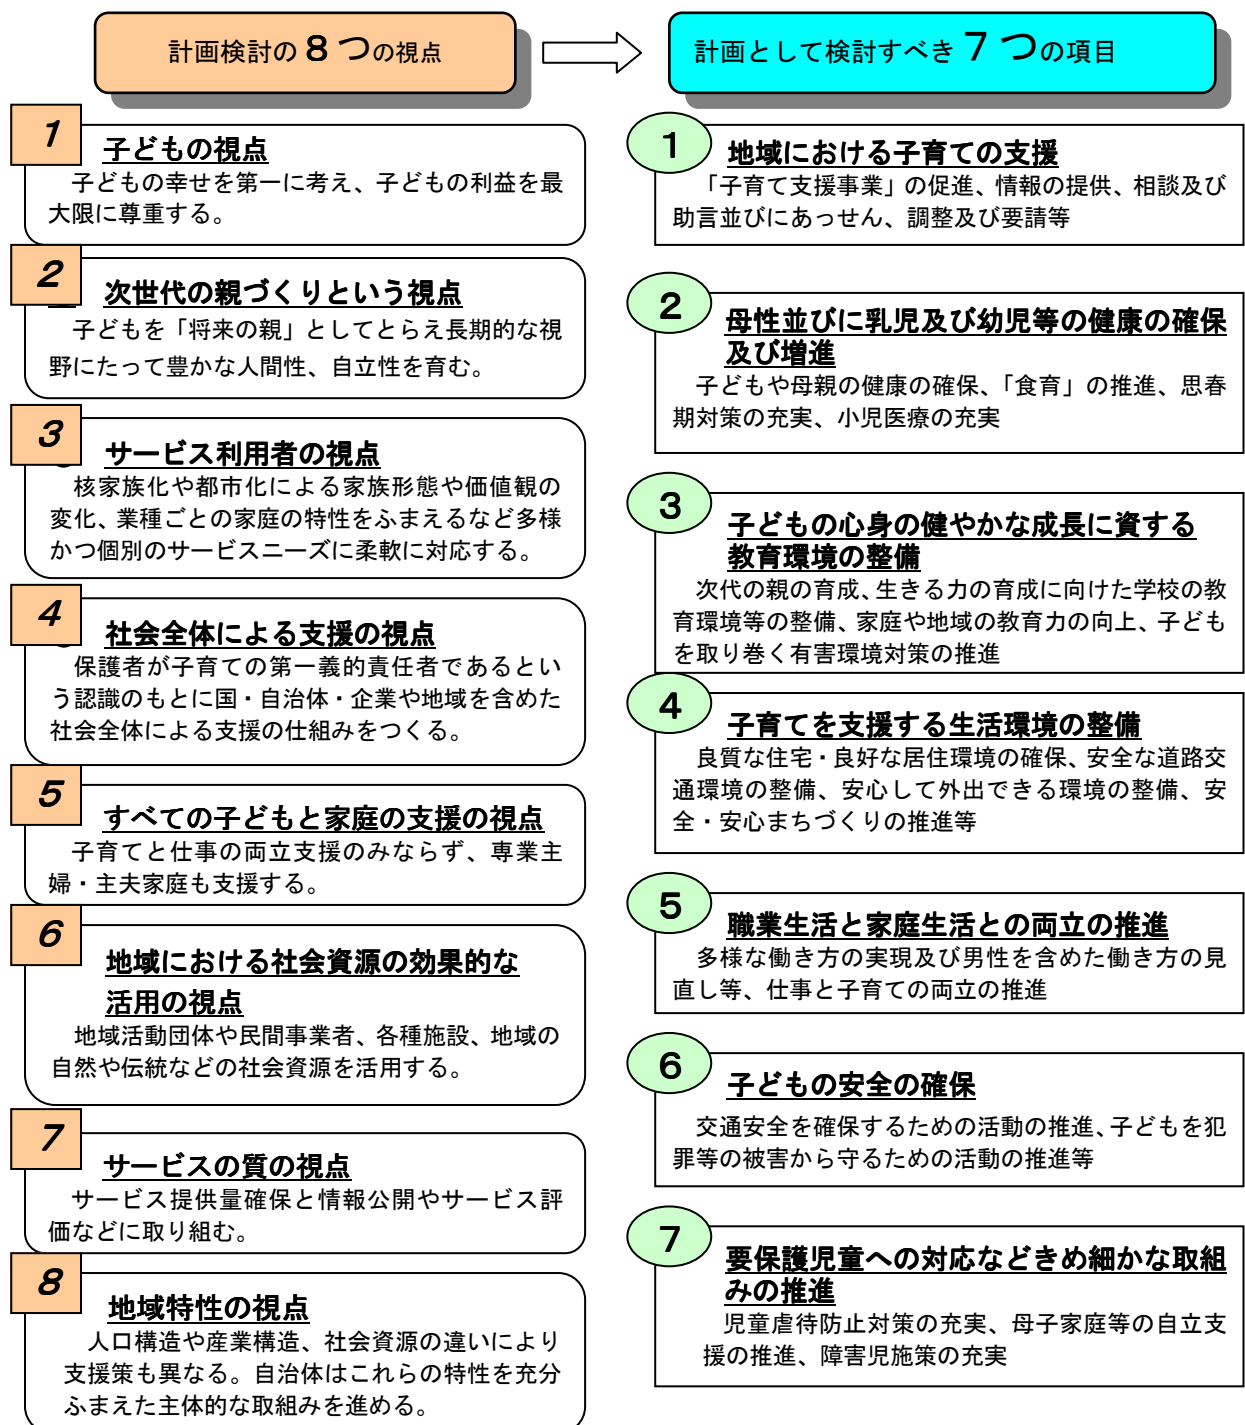 計画検討の８つの視点
計画として検討すべき７つの項目
1
子どもの視点
子どもの幸せを第一に考え、子どもの利益を最
大限に尊重する。
2
次世代の親づくりという視点
子どもを「将来の親」としてとらえ長期的な視
野にたって豊かな人間性、自立性を育む。
3
サービス利用者の視点
核家族化や都市化による家族形態や価値観の
変化、業種ごとの家庭の特性をふまえるなど多様
かつ個別のサービスニーズに柔軟に対応する。
4
社会全体による支援の視点
保護者が子育ての第一義的責任者であるとい
う認識のもとに国・自治体・企業や地域を含めた
社会全体による支援の仕組みをつくる。
5
すべての子どもと家庭の支援の視点
子育てと仕事の両立支援のみならず、専業主
婦・主夫家庭も支援する。
6
地域における社会資源の効果的な
活用の視点
地域活動団体や民間事業者、各種施設、地域の
自然や伝統などの社会資源を活用する。
7
サービスの質の視点
サービス提供量確保と情報公開やサービス評
価などに取り組む。
8
地域特性の視点
人口構造や産業構造、社会資源の違いにより
支援策も異なる。自治体はこれらの特性を充分
ふまえた主体的な取組みを進める。
１
地域における子育ての支援
「子育て支援事業」の促進、情報の提供、相談及び
助言並びにあっせん、調整及び要請等
２
母性並びに乳児及び幼児等の健康の確保
及び増進
子どもや母親の健康の確保、「食育」の推進、思春
期対策の充実、小児医療の充実
３
子どもの心身の健やかな成長に資する
教育環境の整備
次代の親の育成、生きる力の育成に向けた学校の教
育環境等の整備、家庭や地域の教育力の向上、子ども
を取り巻く有害環境対策の推進
４
子育てを支援する生活環境の整備
良質な住宅・良好な居住環境の確保、安全な道路交
通環境の整備、安心して外出できる環境の整備、安
全・安心まちづくりの推進等
５
職業生活と家庭生活との両立の推進
多様な働き方の実現及び男性を含めた働き方の見
直し等、仕事と子育ての両立の推進
６
子どもの安全の確保
交通安全を確保するための活動の推進、子どもを犯
罪等の被害から守るための活動の推進等
７
要保護児童への対応などきめ細かな取組
みの推進
児童虐待防止対策の充実、母子家庭等の自立支
援の推進、障害児施策の充実